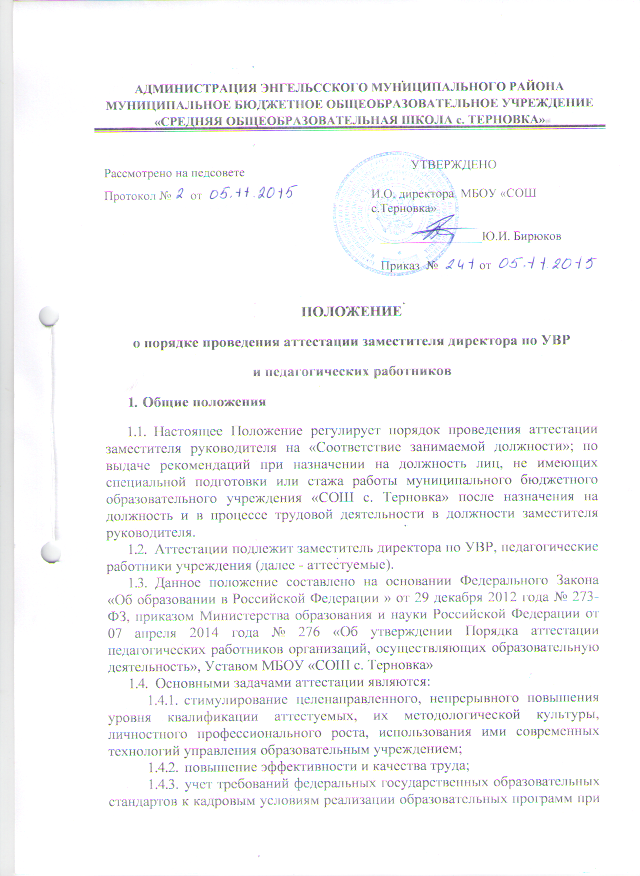 АДМИНИСТРАЦИЯ ЭНГЕЛЬССКОГО МУНИЦИПАЛЬНОГО РАЙОНА
МУНИЦИПАЛЬНОЕ БЮДЖЕТНОЕ ОБЩЕОБРАЗОВАТЕЛЬНОЕ УЧРЕЖДЕНИЕ
«СРЕДНЯЯ ОБЩЕОБРАЗОВАТЕЛЬНАЯ ШКОЛА с. ТЕРНОВКА»
Рассмотрено на педсовете
Протокол № 2 от 05.11.2015
УТВЕРЖДЕНО
И.О. директора МБОУ «СОШ
с.Терновка»
Ю.И. Бирюков
Приказ № 241 от 05.11.2015
ПОЛОЖЕНИЕ
о порядке проведения аттестации заместителя директора по УВР
и педагогических работников
1. Общие положения
1.1. Настоящее Положение регулирует порядок проведения аттестации
заместителя руководителя на «Соответствие занимаемой должности»; по
выдаче рекомендаций при назначении на должность лиц, не имеющих
специальной подготовки или стажа работы муниципального бюджетного
образовательного учреждения «СОШ с. Терновка» после назначения на
должность и в процессе трудовой деятельности в должности заместителя
руководителя.
1.2. Аттестации подлежит заместитель директора по УВР, педагогические
работники учреждения (далее - аттестуемые).
1.3. Данное положение составлено на основании Федерального Закона
«Об образовании в Российской Федерации » от 29 декабря 2012 года № 273-
ФЗ, приказом Министерства образования и науки Российской Федерации от
07 апреля 2014 года № 276 «Об утверждении Порядка аттестации
педагогических работников организаций, осуществляющих образовательную
деятельность», Уставом МБОУ «СОШ с. Терновка»
1.4. Основными задачами аттестации являются:
1.4.1. стимулирование целенаправленного, непрерывного повышения
уровня квалификации аттестуемых, их методологической культуры,
личностного профессионального роста, использования ими современных
технологий управления образовательным учреждением;
1.4.2. повышение эффективности и качества труда;
1.4.3. учет требований федеральных государственных образовательных
стандартов к кадровым условиям реализации образовательных программ при